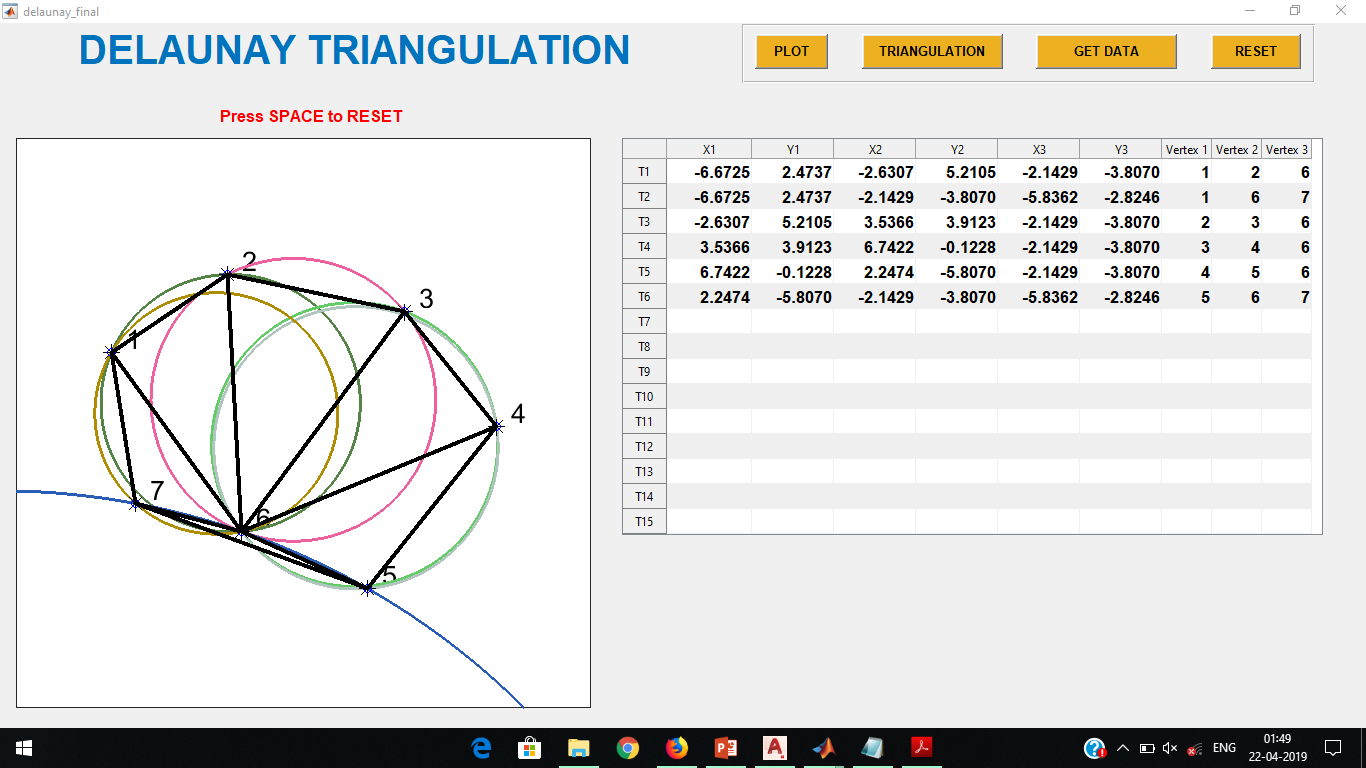 delaunay_final
DELAUNAY TRIANGULATION
PLOT TRIANGULATION GET DATA RESET
Press SPACE to RESET
2
3
1
4
7
6
5
X1 Y1 X2 Y2 X3 Y3 Vertex 1 Vertex 2 Vertex 3
T1 -6.6725 2.4737 -2.6307 5.2105 -2.1429 -3.8070 1 2 6
T2 -6.6725 2.4737 -2.1429 -3.8070 -5.8362 -2.8246 1 6 7
T3 -2.6307 5.2105 3.5366 3.9123 -2.1429 -3.8070 2 3 6
T4 3.5366 3.9123 6.7422 -0.1228 -2.1429 -3.8070 3 4 6
T5 6.7422 -0.1228 2.2474 -5.8070 -2.1429 -3.8070 4 5 6
T6 2.2474 -5.8070 -2.1429 -3.8070 -5.8362 -2.8246 5 6 7
T7
T8
T9
T10
T11
T12
T13
T14
T15
ENG
01:49
22-04-2019